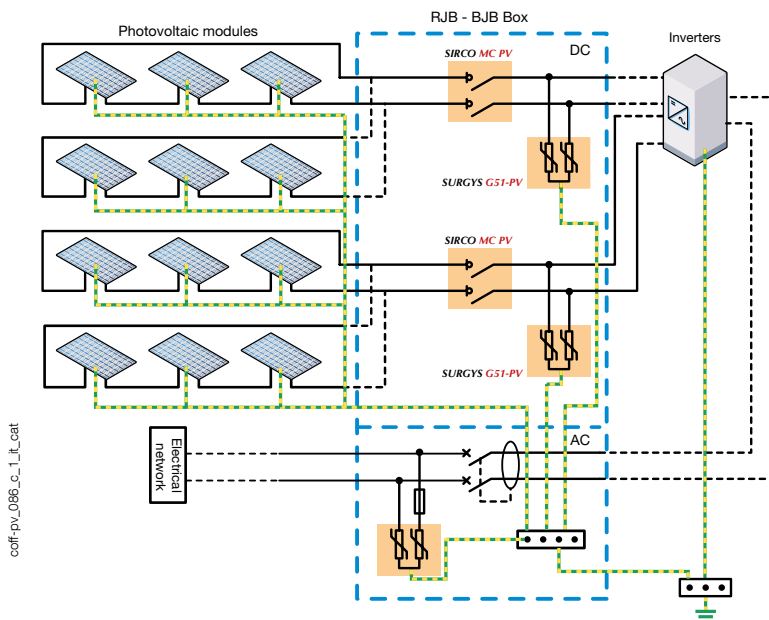 RJB - BJB Box
Photovoltaic modules
Inverters
SIRCO MC PV
DC
SURGYS G51-PV
SIRCO MC PV
SURGYS G51-PV
AC
Electrical
network
coff-pv_086_c_1_it_cat